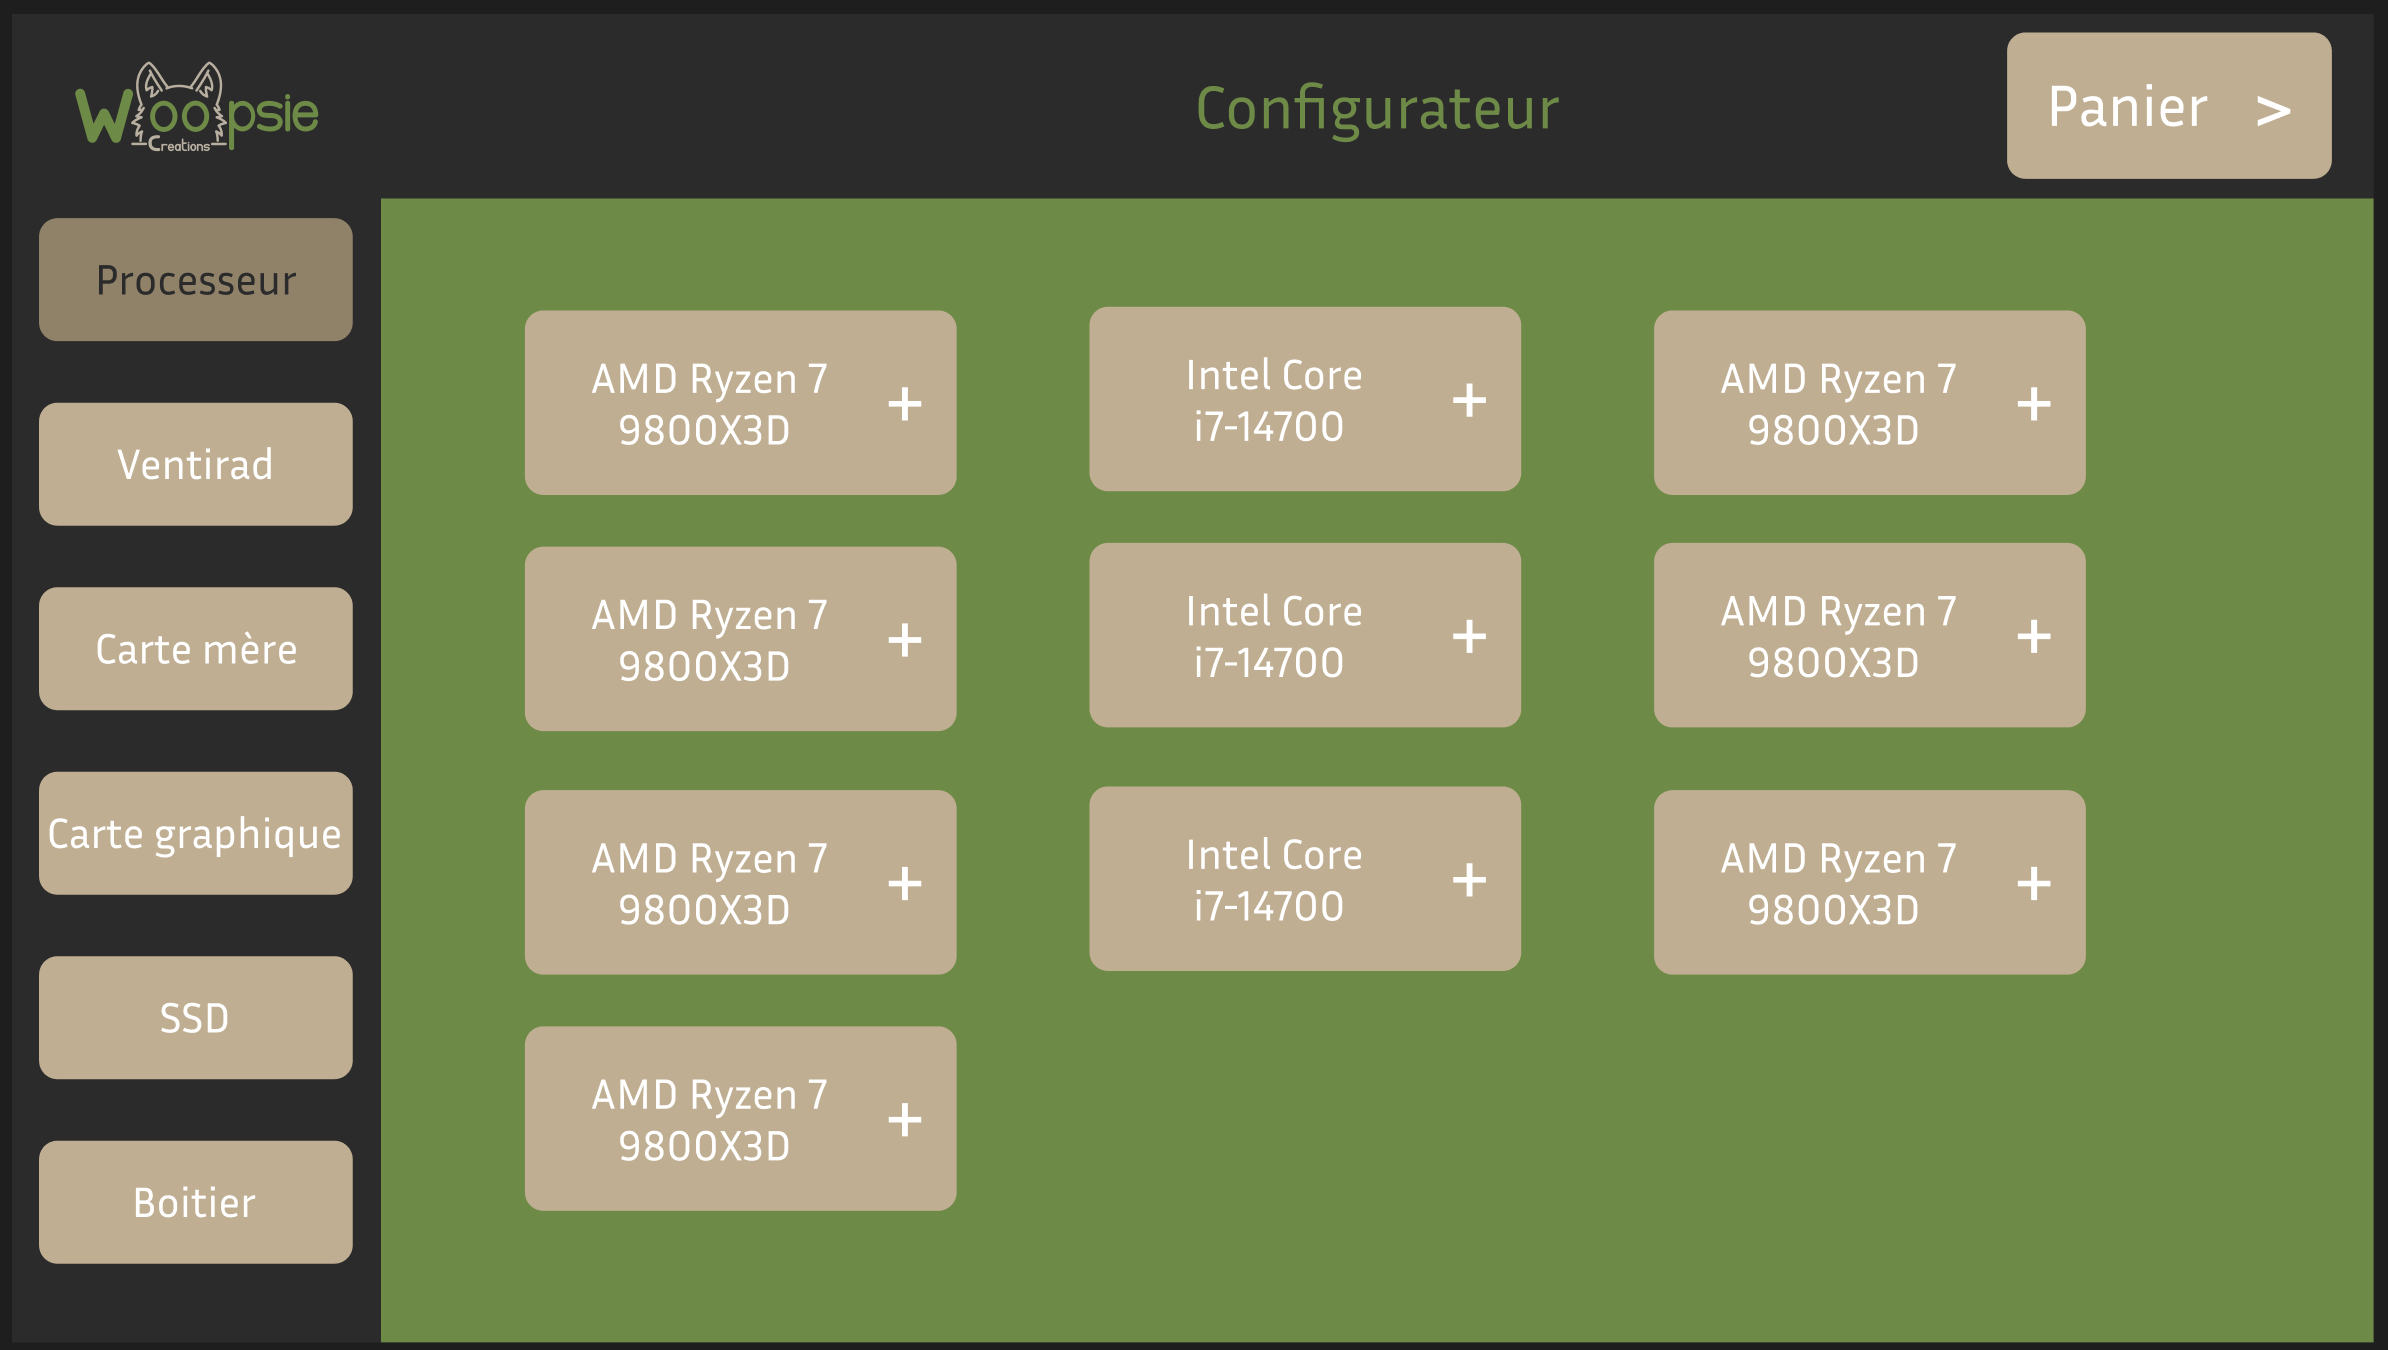 Woopsie
Creations
Configurateur
Panier >
Processeur
Ventirad
Carte mère
Carte graphique
SSD
Boitier
AMD Ryzen 7
9800X3D
+
Intel Core
i7-14700
+
AMD Ryzen 7
9800X3D
+
AMD Ryzen 7
9800X3D
+
Intel Core
i7-14700
+
AMD Ryzen 7
9800X3D
+
AMD Ryzen 7
9800X3D
+
Intel Core
i7-14700
+
AMD Ryzen 7
9800X3D
+
AMD Ryzen 7
9800X3D
+